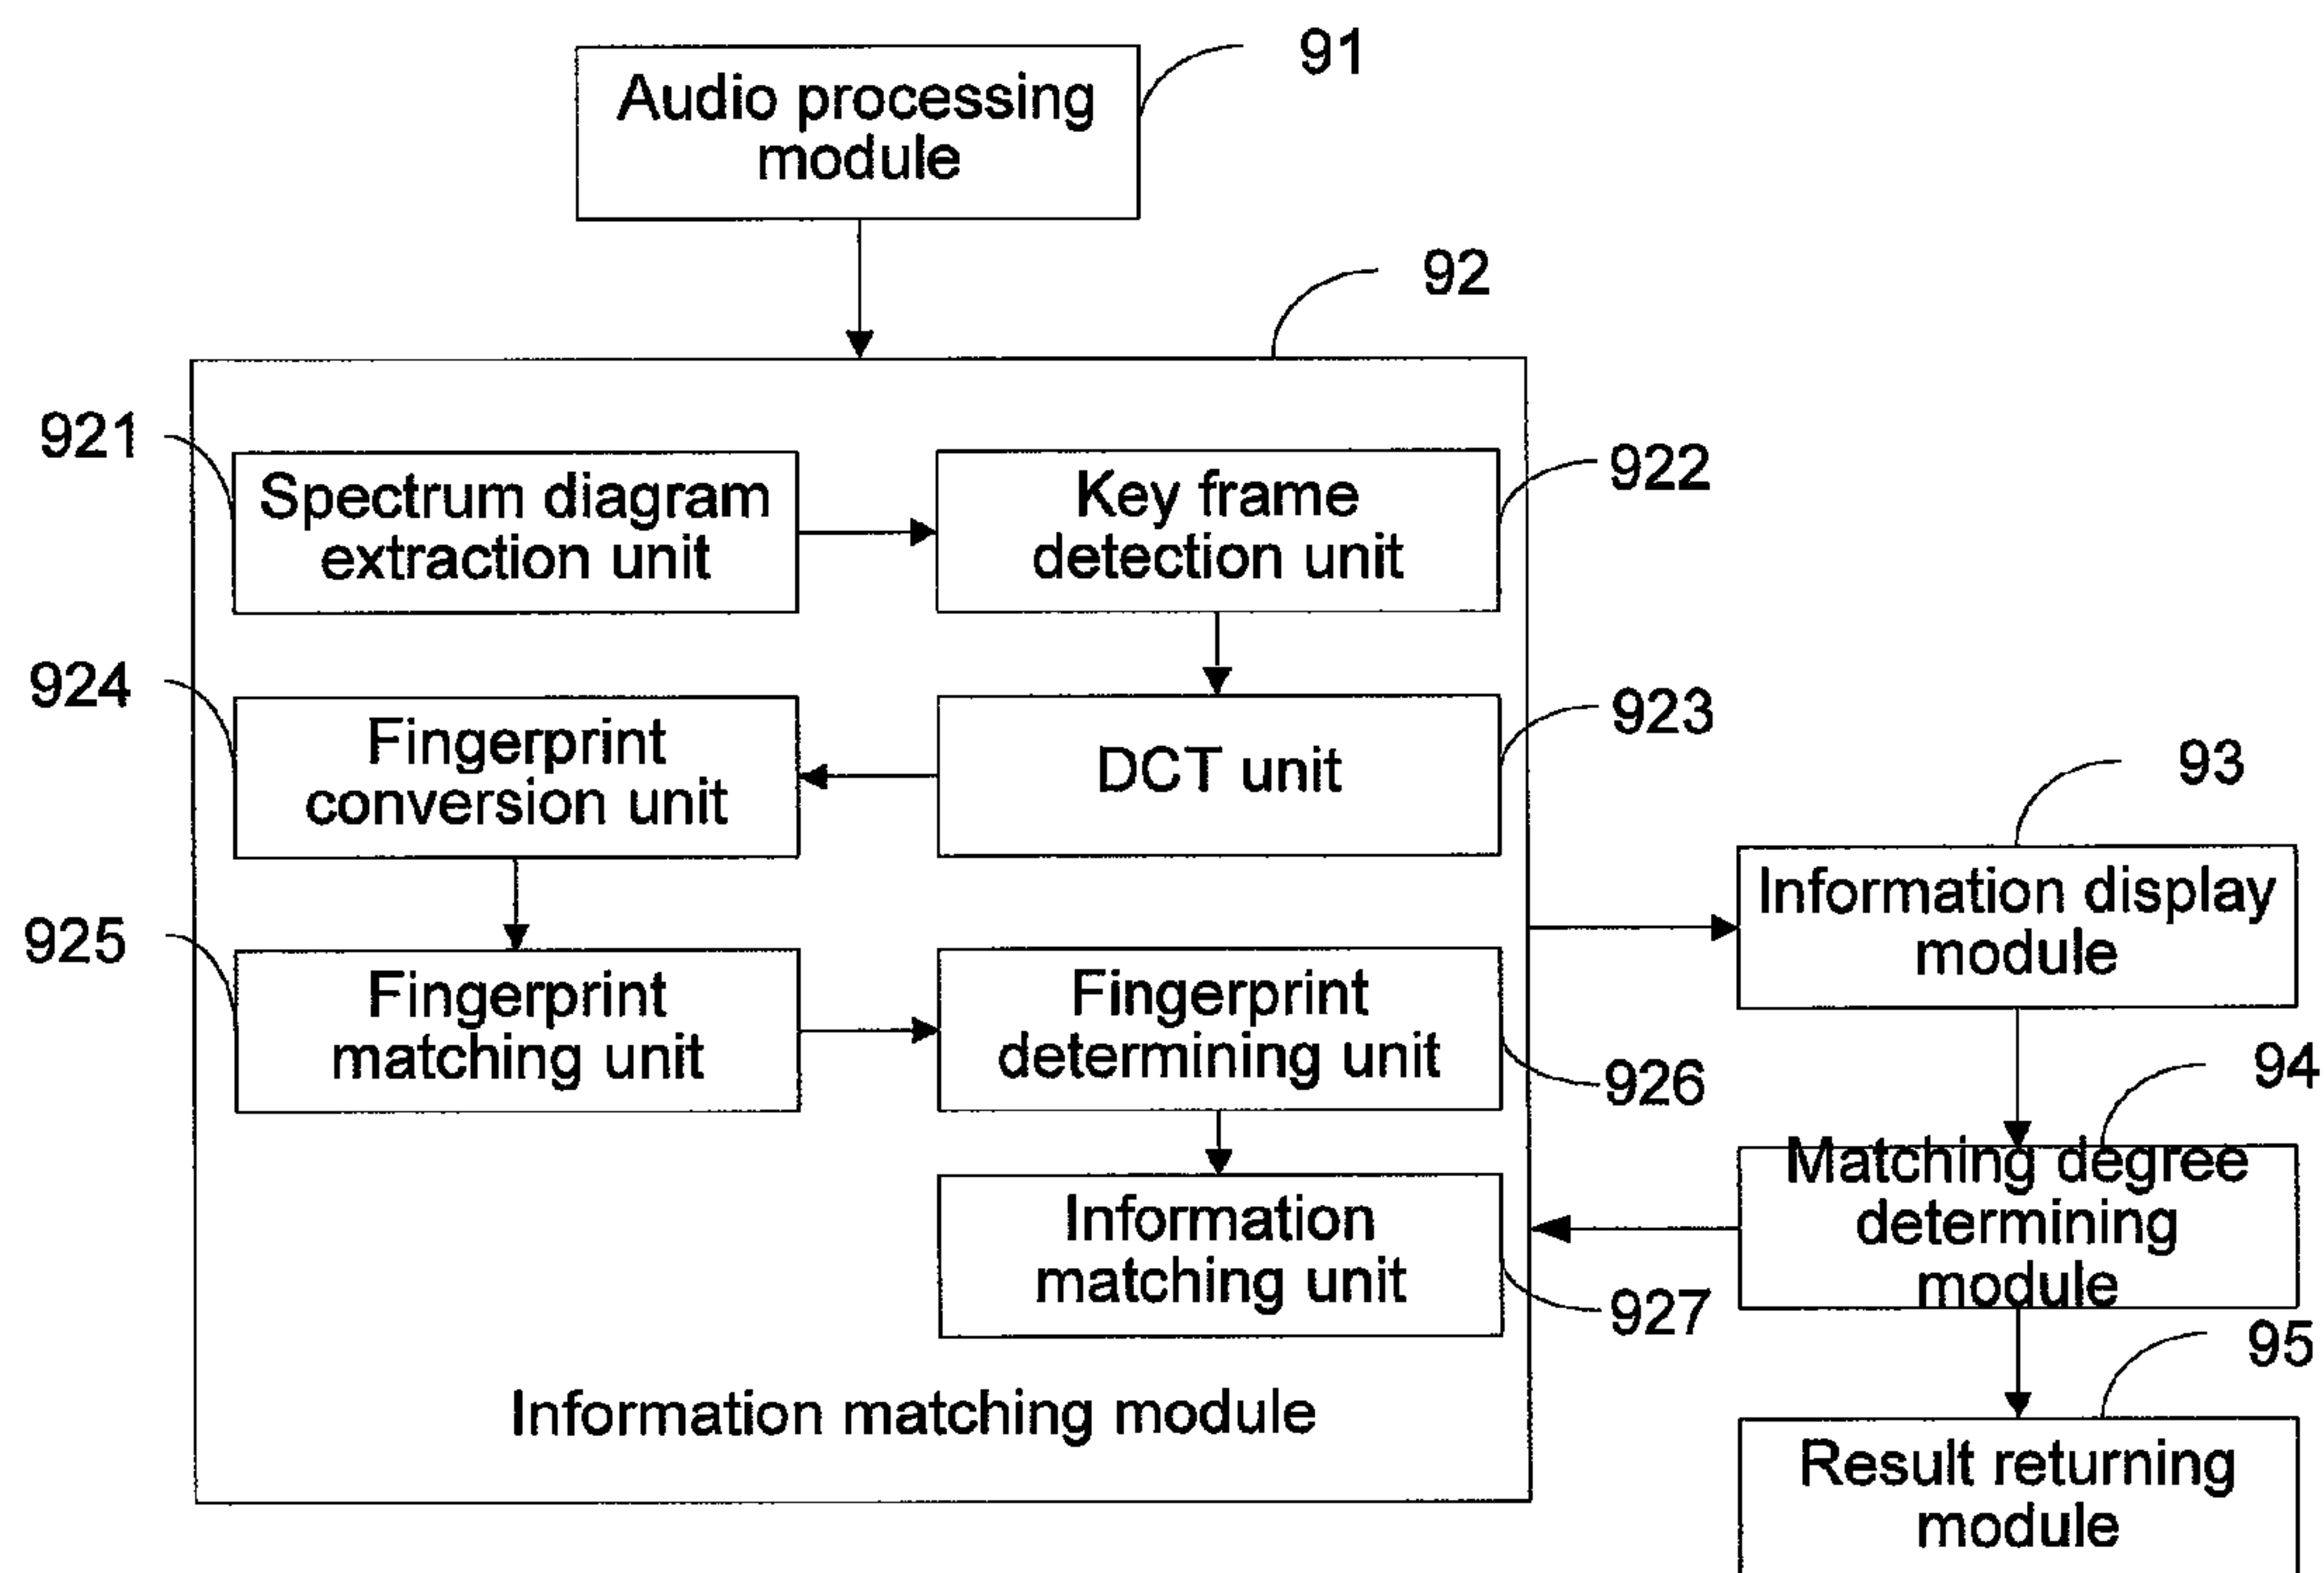 Audio processing
module
91
92
921
Spectrum diagram
extraction unit
Key frame
detection unit
922
924
Fingerprint
conversion unit
DCT unit
923
93
Information display
module
925
Fingerprint
matching unit
Fingerprint
determining unit
926
94
Matching degree
determining
module
Information
matching unit
927
95
Result returning
module
Information matching module